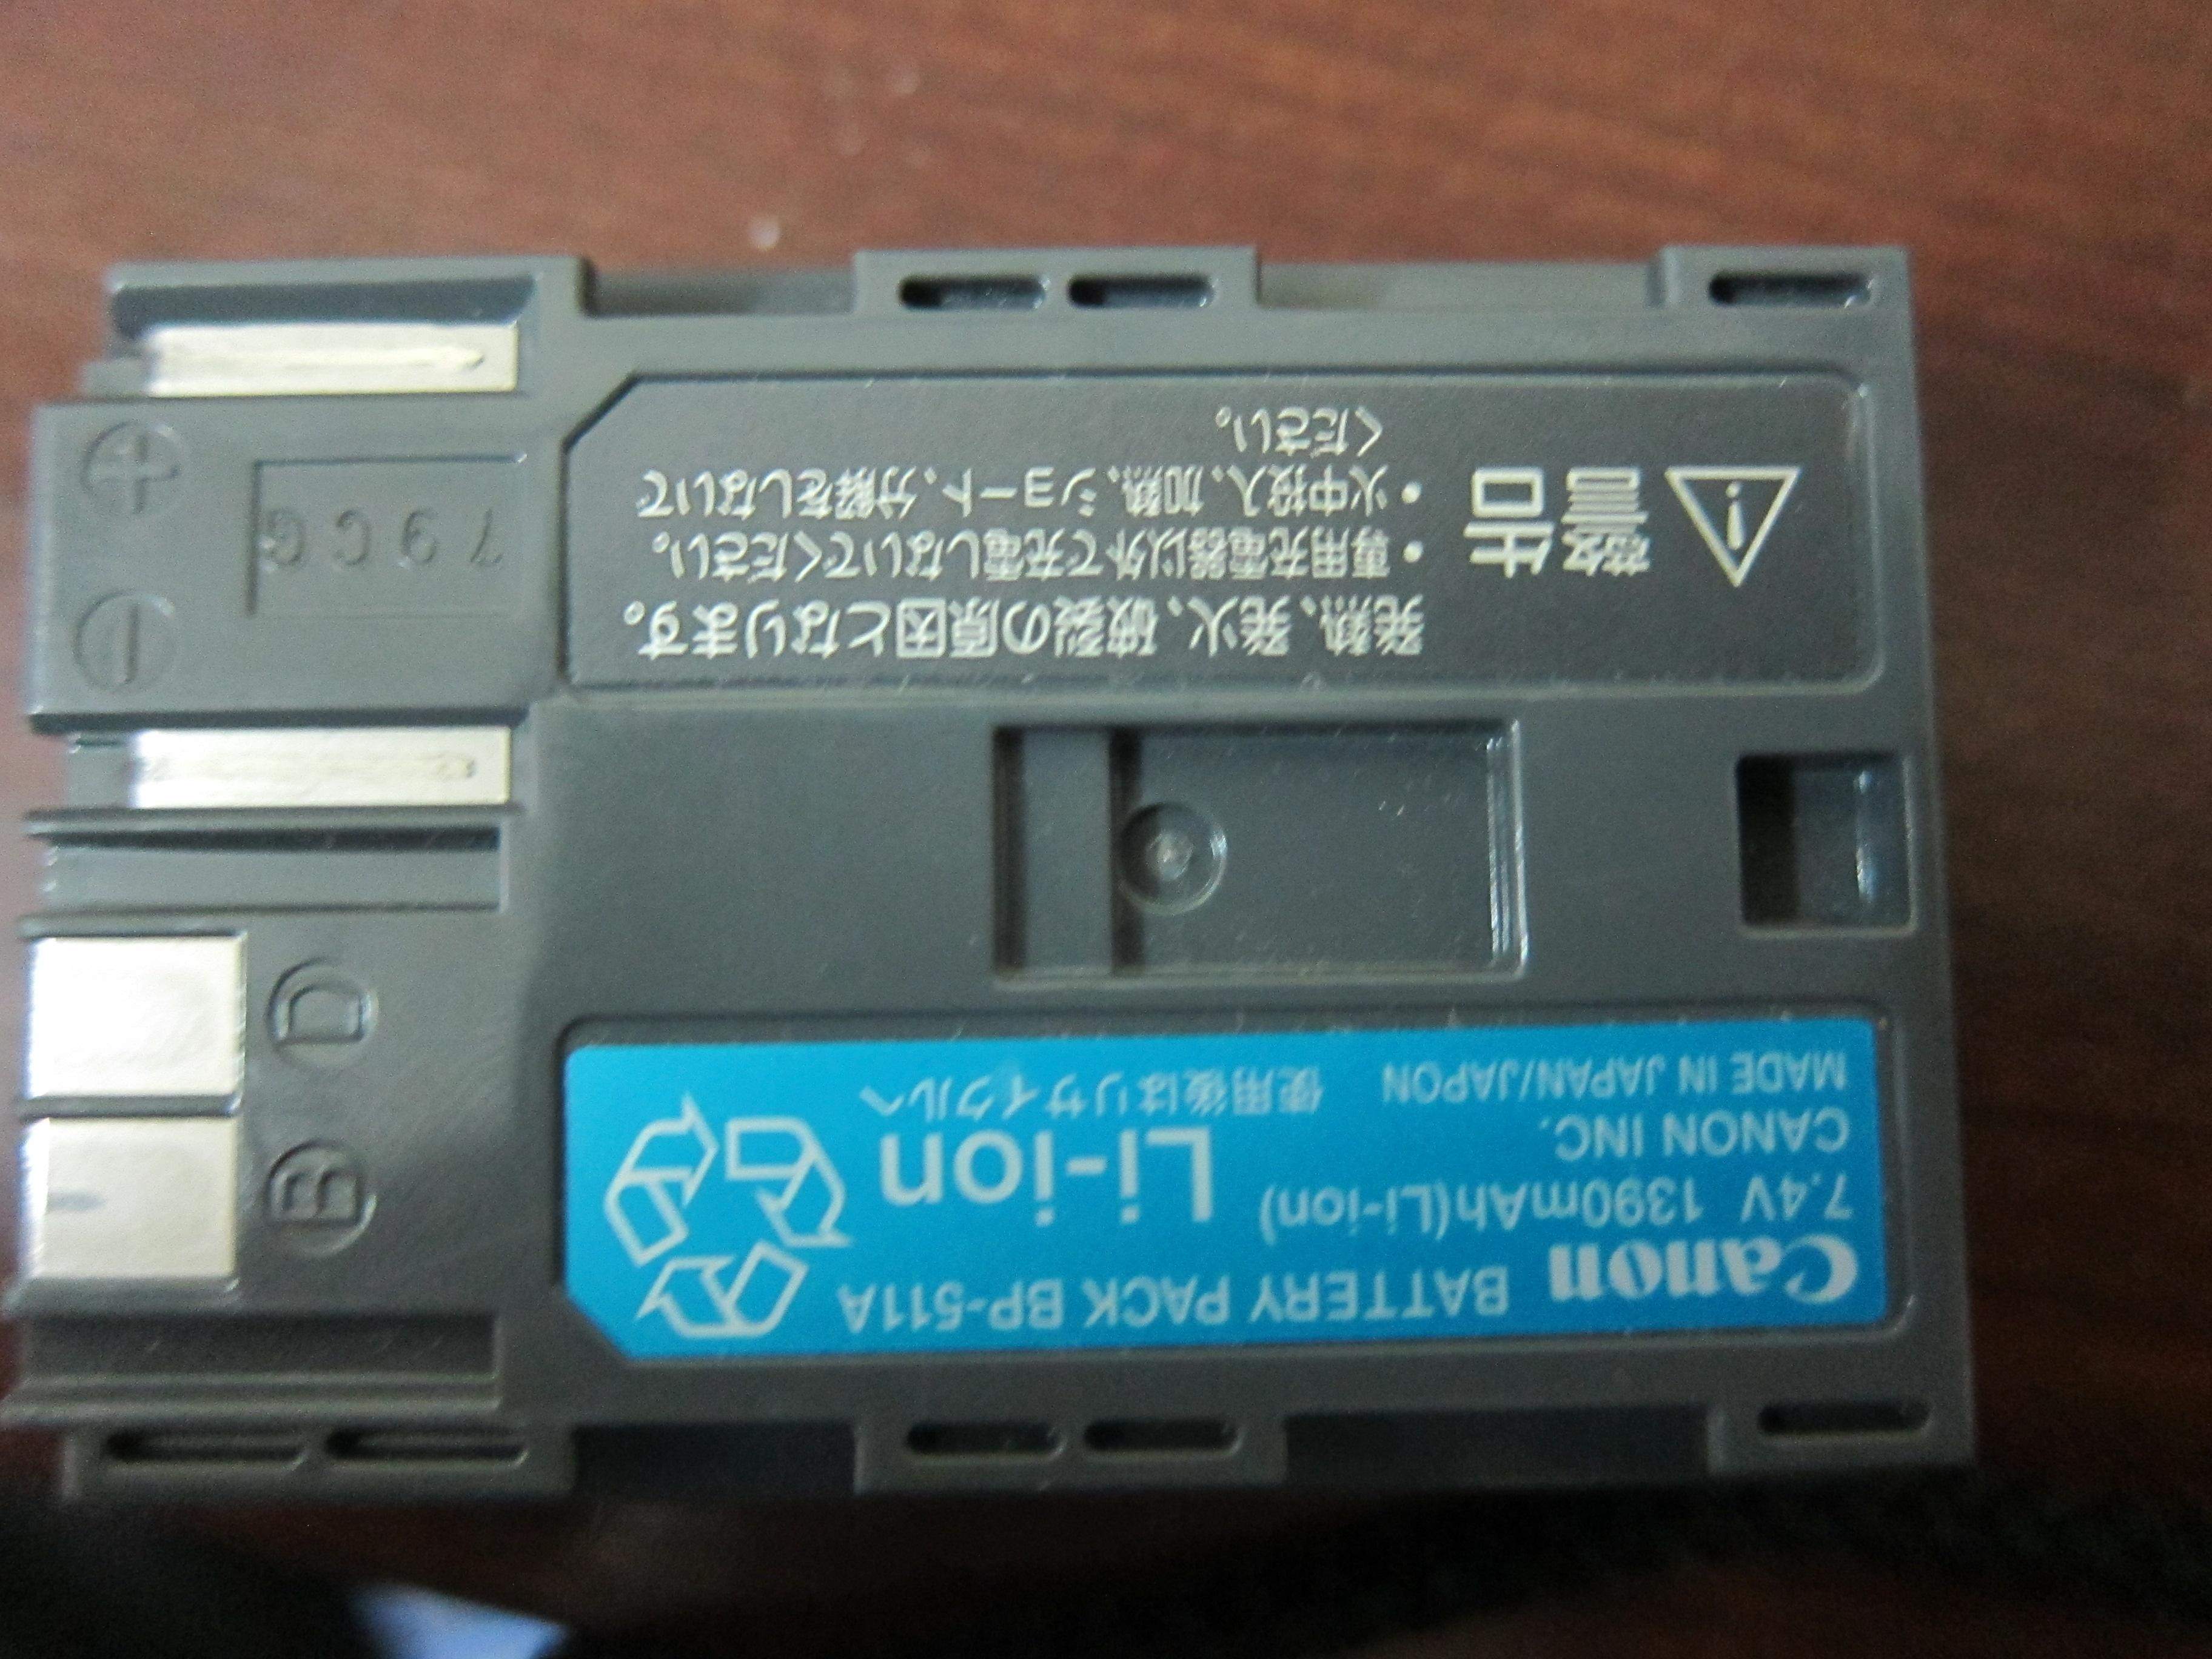 Canon BATTERY PACK BP-511A
7.4V 1390mAh(Li-ion)
CANON INC.
MADE IN JAPAN/JAPON
Li-ion
使用後はリサイクルへ
警告
発熱、発火、破裂の原因となります。
・専用充電器以外で充電しないでください。
・火中投入、加熱、ショート、分解をしないで
ください。
B
D
79CG